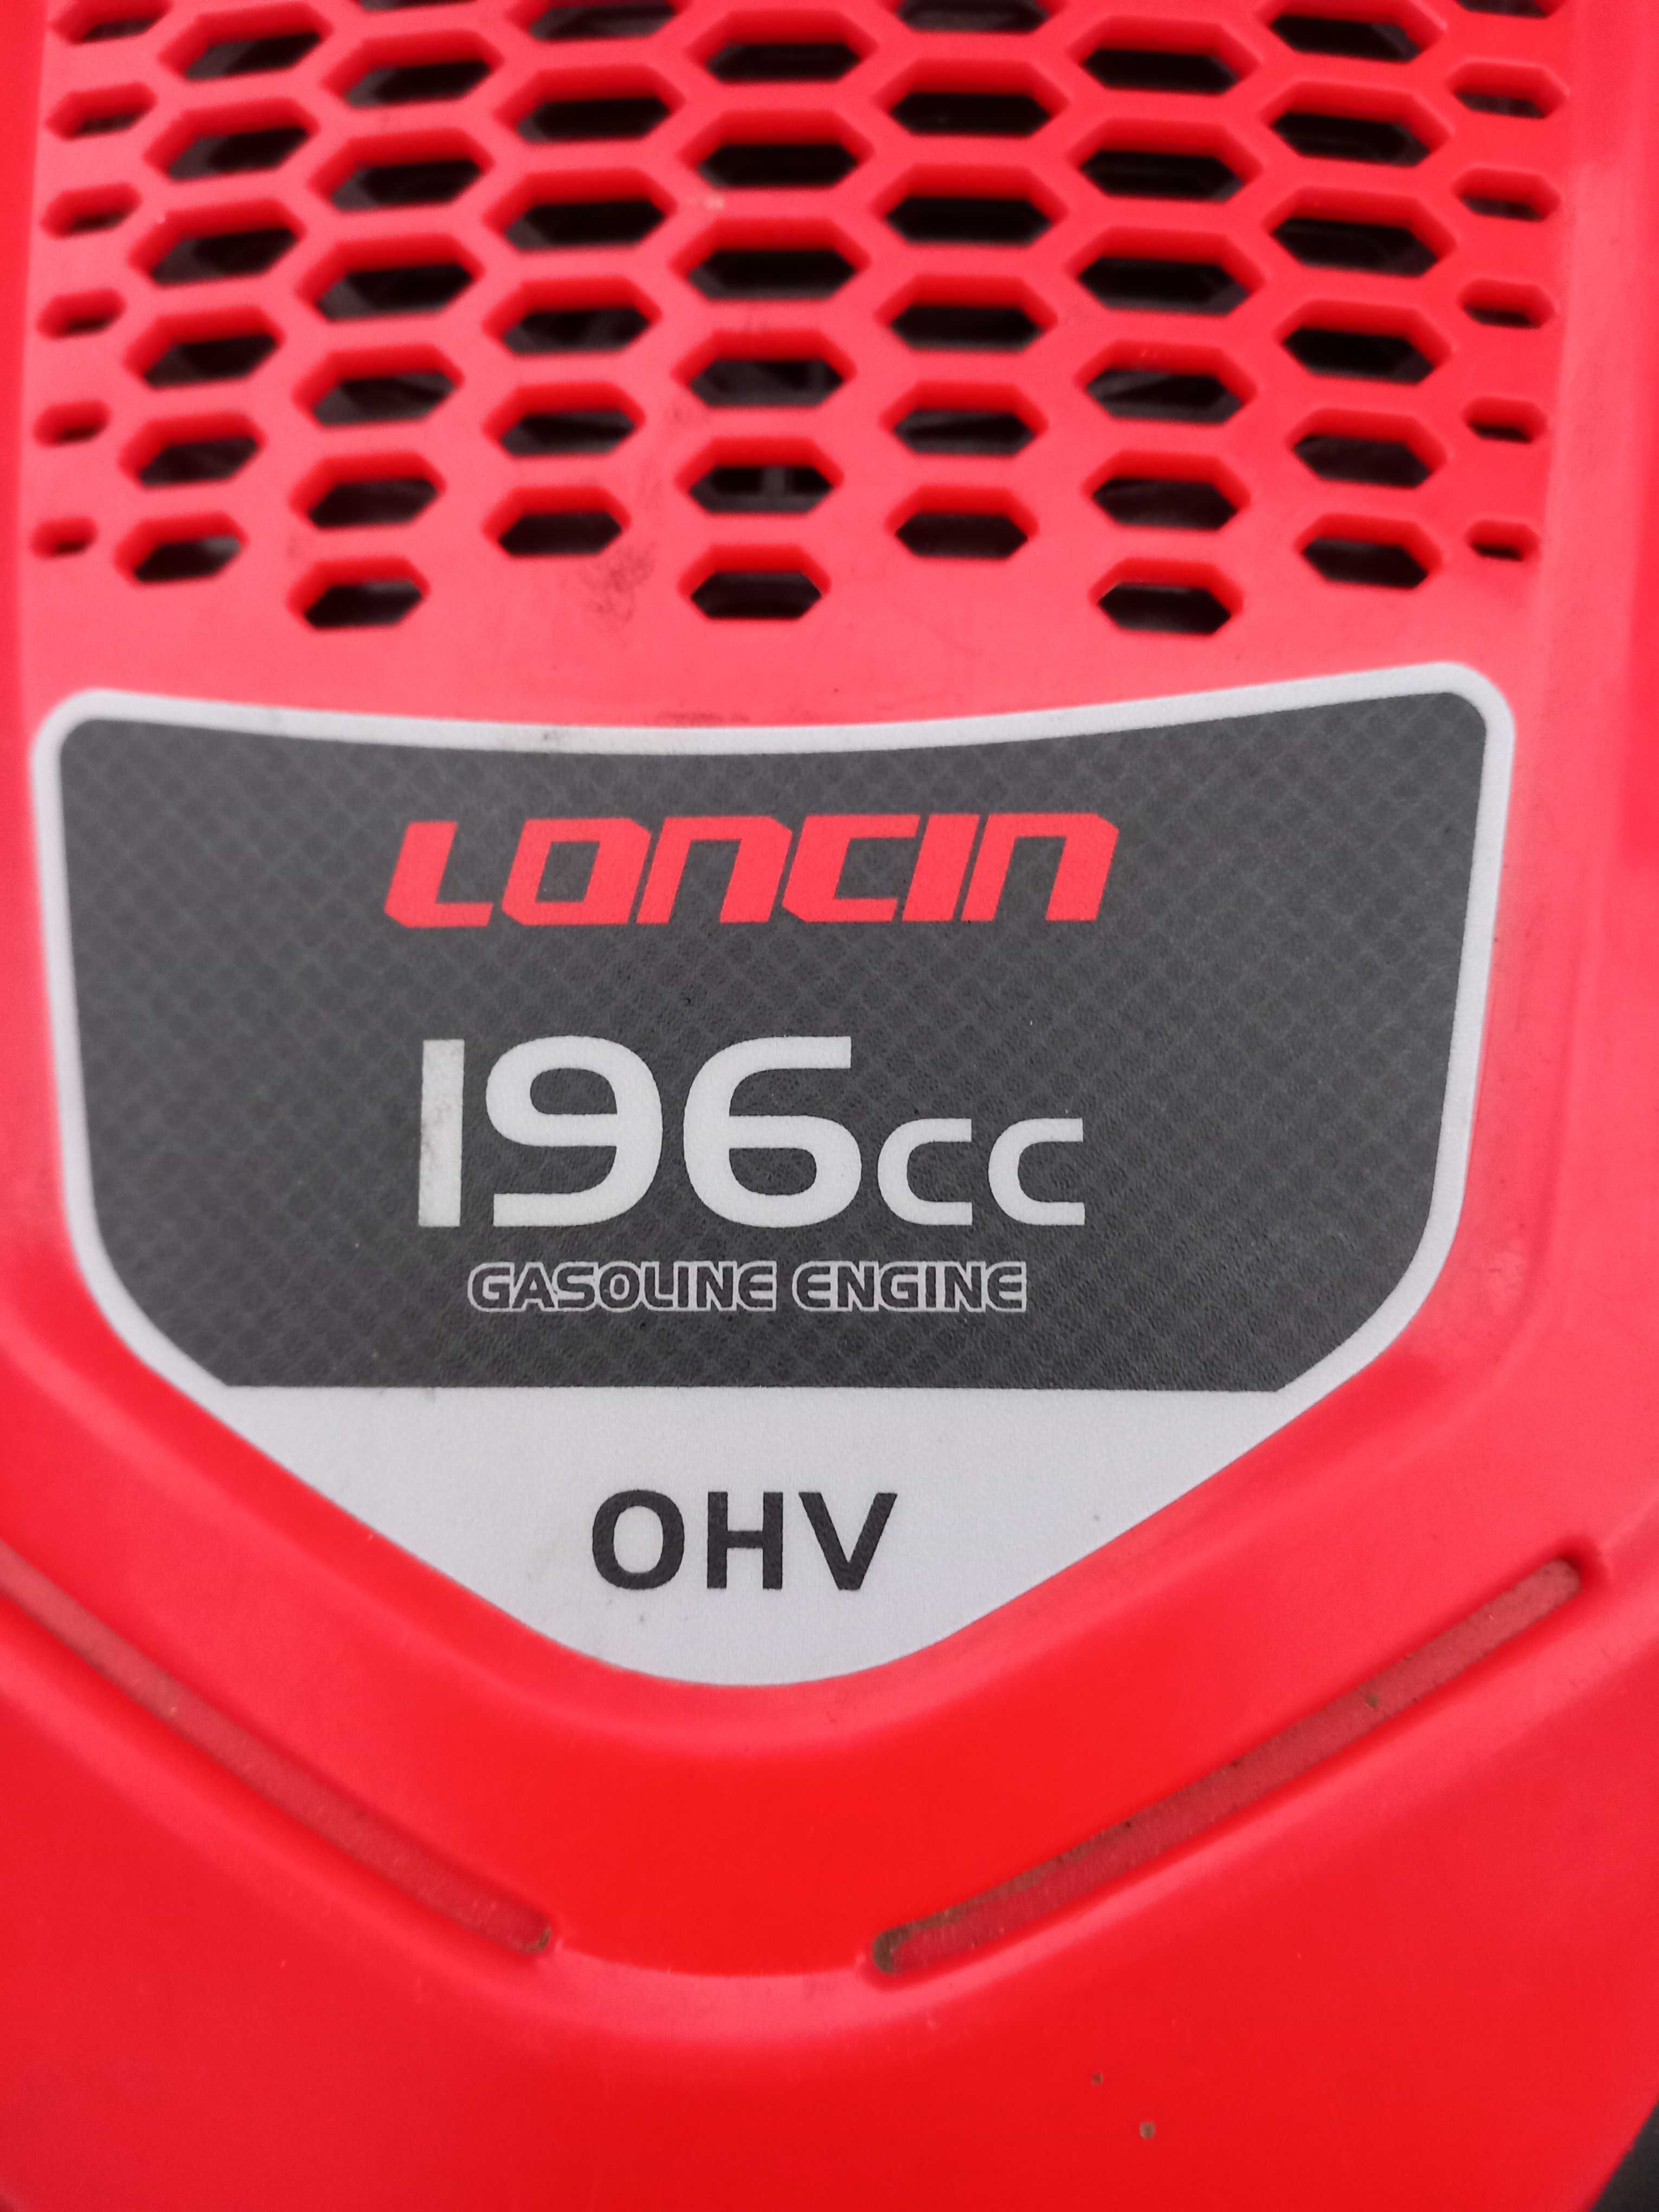 LONCIN
196cc
GASOLINE ENGINE
OHV